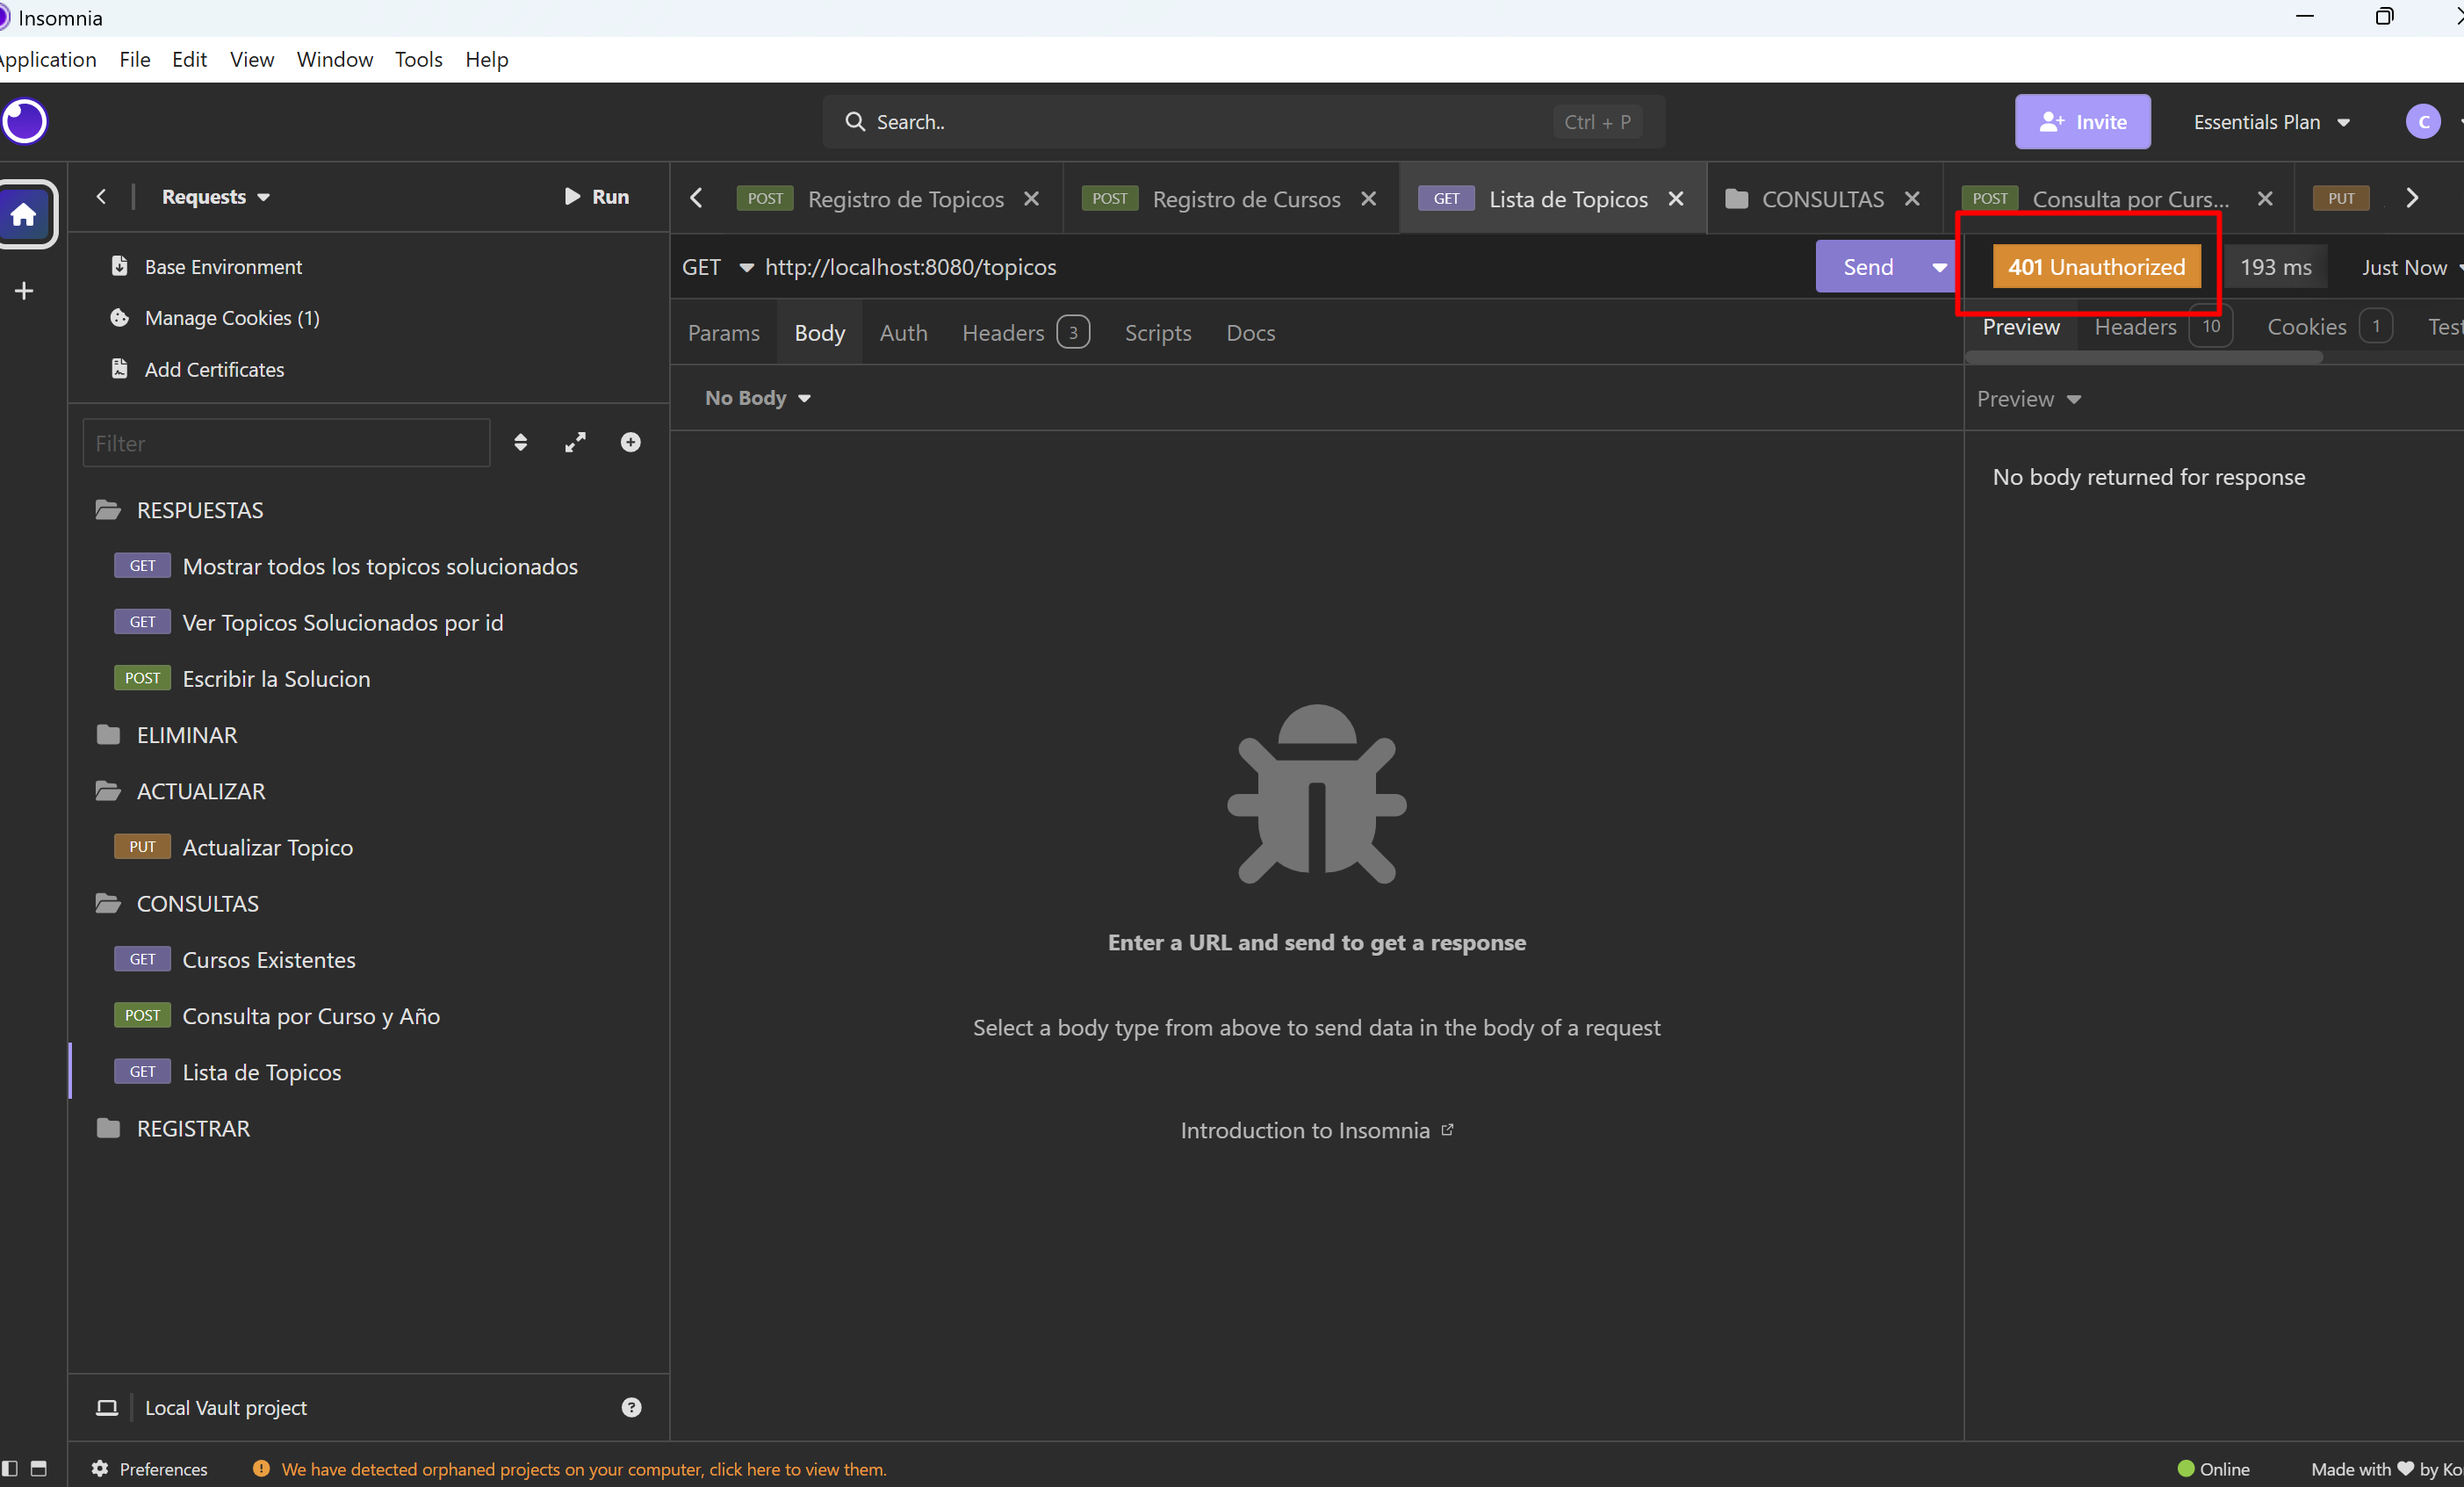 Insomnia
Application File Edit View Window Tools Help
Search.. Ctrl + P Invite Essentials Plan C
Requests Run
POST Registro de Topicos POST Registro de Cursos GET Lista de Topicos CONSULTAS POST Consulta por Curs... PUT
Base Environment
Manage Cookies (1)
Add Certificates
GET http://localhost:8080/topicos Send 401 Unauthorized 193 ms Just Now
Params Body Auth Headers 3 Scripts Docs
Preview Headers 10 Cookies 1 Test
No Body
Preview
Filter
No body returned for response
RESPUESTAS
GET Mostrar todos los topicos solucionados
GET Ver Topicos Solucionados por id
POST Escribir la Solucion
ELIMINAR
ACTUALIZAR
PUT Actualizar Topico
CONSULTAS
GET Cursos Existentes
POST Consulta por Curso y Año
GET Lista de Topicos
REGISTRAR
Enter a URL and send to get a response
Select a body type from above to send data in the body of a request
Introduction to Insomnia
Local Vault project
Preferences We have detected orphaned projects on your computer, click here to view them. Online Made with by Ko